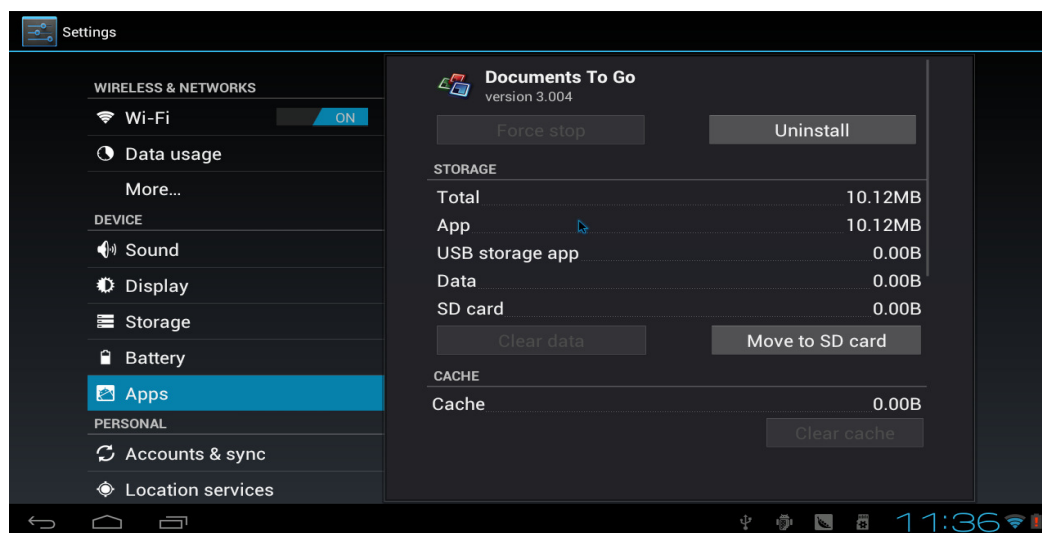 Settings
WIRELESS & NETWORKS
Wi-Fi ON
Data usage
More...
DEVICE
Sound
Display
Storage
Battery
Apps
PERSONAL
Accounts & sync
Location services
Documents To Go
version 3.004
Force stop Uninstall
STORAGE
Total 10.12MB
App 10.12MB
USB storage app 0.00B
Data 0.00B
SD card 0.00B
Clear data Move to SD card
CACHE
Cache 0.00B
Clear cache
11:36